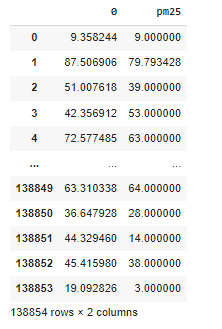 0 pm25
0 9.358244 9.000000
1 87.506906 79.793428
2 51.007618 39.000000
3 42.356912 53.000000
4 72.577485 63.000000
... ... ...
138849 63.310338 64.000000
138850 36.647928 28.000000
138851 44.329460 14.000000
138852 45.415980 38.000000
138853 19.092826 3.000000
138854 rows × 2 columns